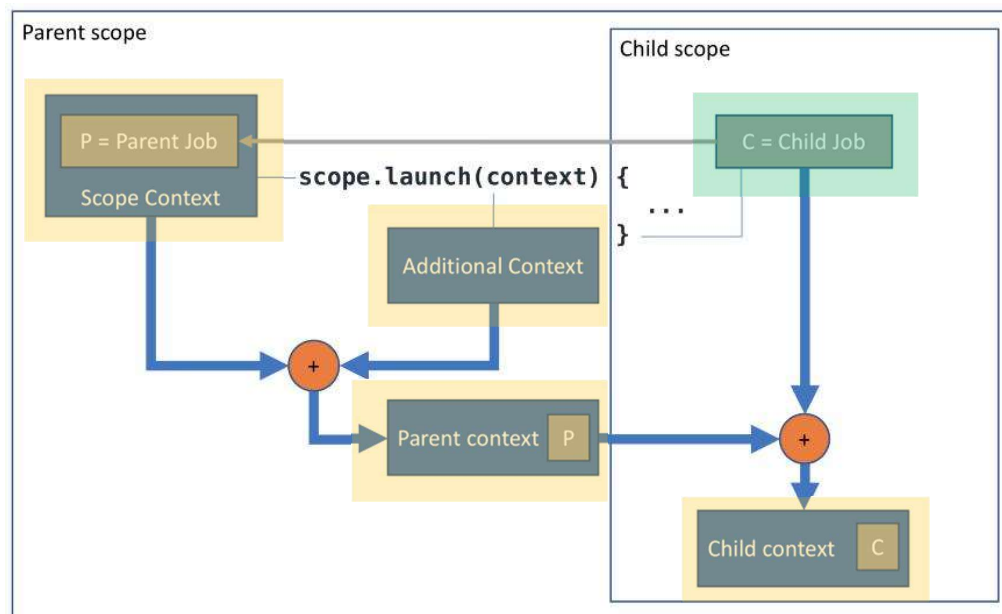 Parent scope
Child scope
P = Parent Job
C = Child Job
Scope Context
scope.launch(context) {
...
}
Additional Context
+
Parent context P
+
Child context C